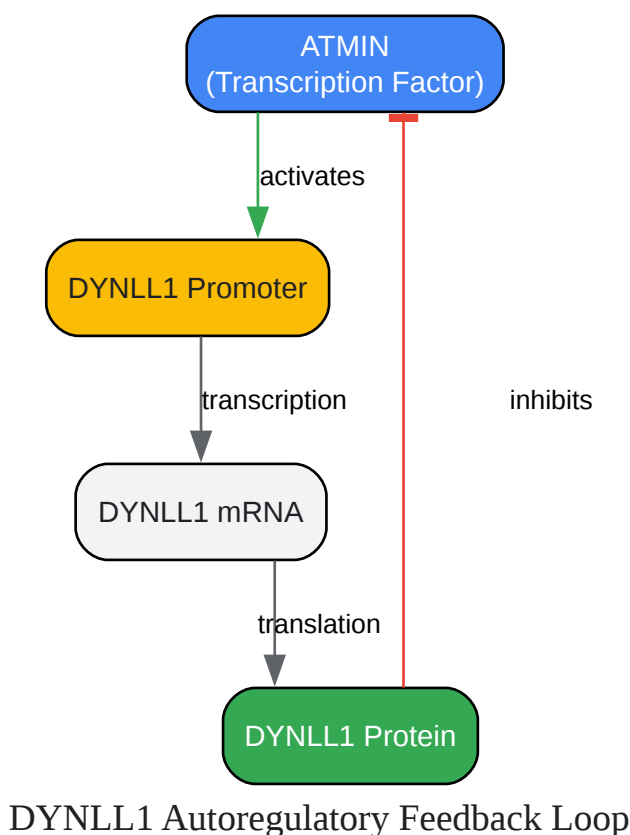 ATMIN
(Transcription Factor)
activates
DYNLL1 Promoter
transcription
inhibits
DYNLL1 mRNA
translation
DYNLL1 Protein
DYNLL1 Autoregulatory Feedback Loop